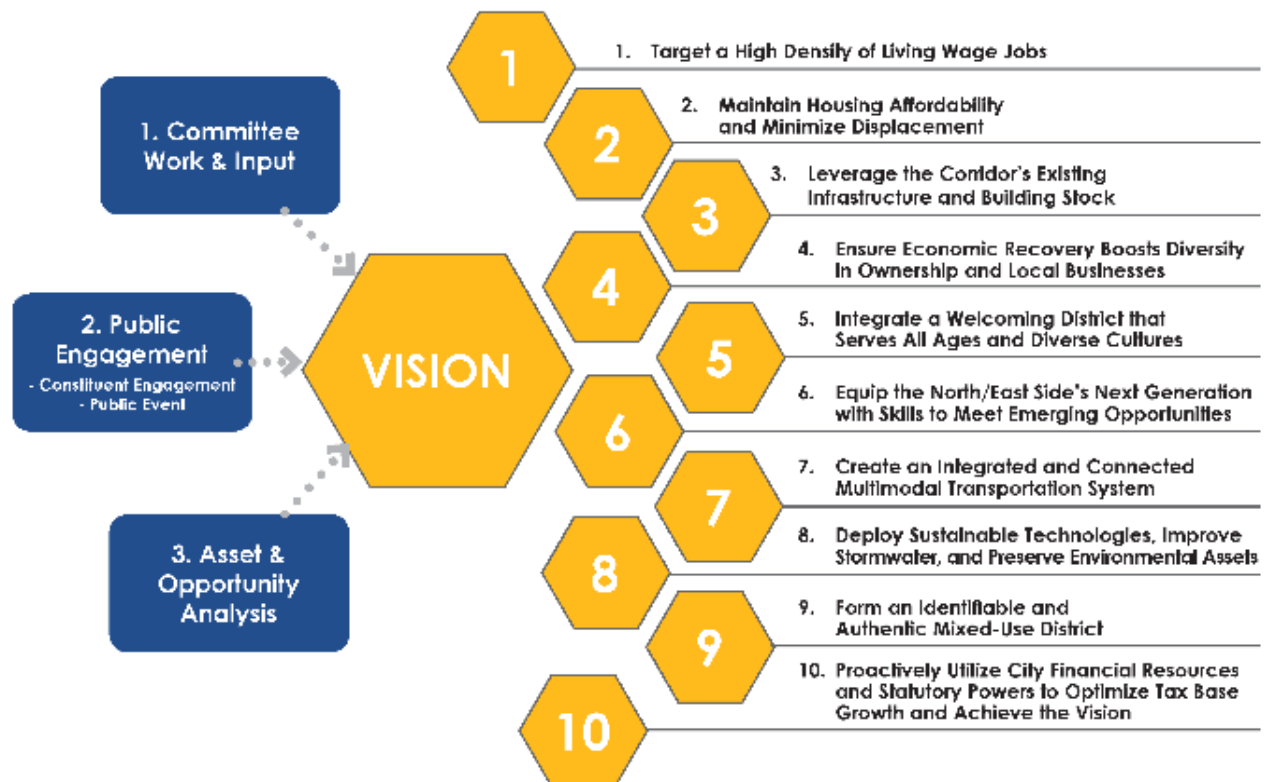 1. Committee
Work & Input
2. Public
Engagement
- Constituent Engagement
- Public Event
3. Asset &
Opportunity
Analysis
VISION
1
1. Target a High Density of Living Wage Jobs
2
2. Maintain Housing Affordability
and Minimize Displacement
3
3. Leverage the Corridor's Existing
Infrastructure and Building Stock
4
4. Ensure Economic Recovery Boosts Diversity
in Ownership and Local Businesses
5
5. Integrate a Welcoming District that
Serves All Ages and Diverse Cultures
6
6. Equip the North/East Side's Next Generation
with Skills to Meet Emerging Opportunities
7
7. Create an Integrated and Connected
Multimodal Transportation System
8
8. Deploy Sustainable Technologies, Improve
Stormwater, and Preserve Environmental Assets
9
9. Form an Identifiable and
Authentic Mixed-Use District
10
10. Proactively Utilize City Financial Resources
and Statutory Powers to Optimize Tax Base
Growth and Achieve the Vision